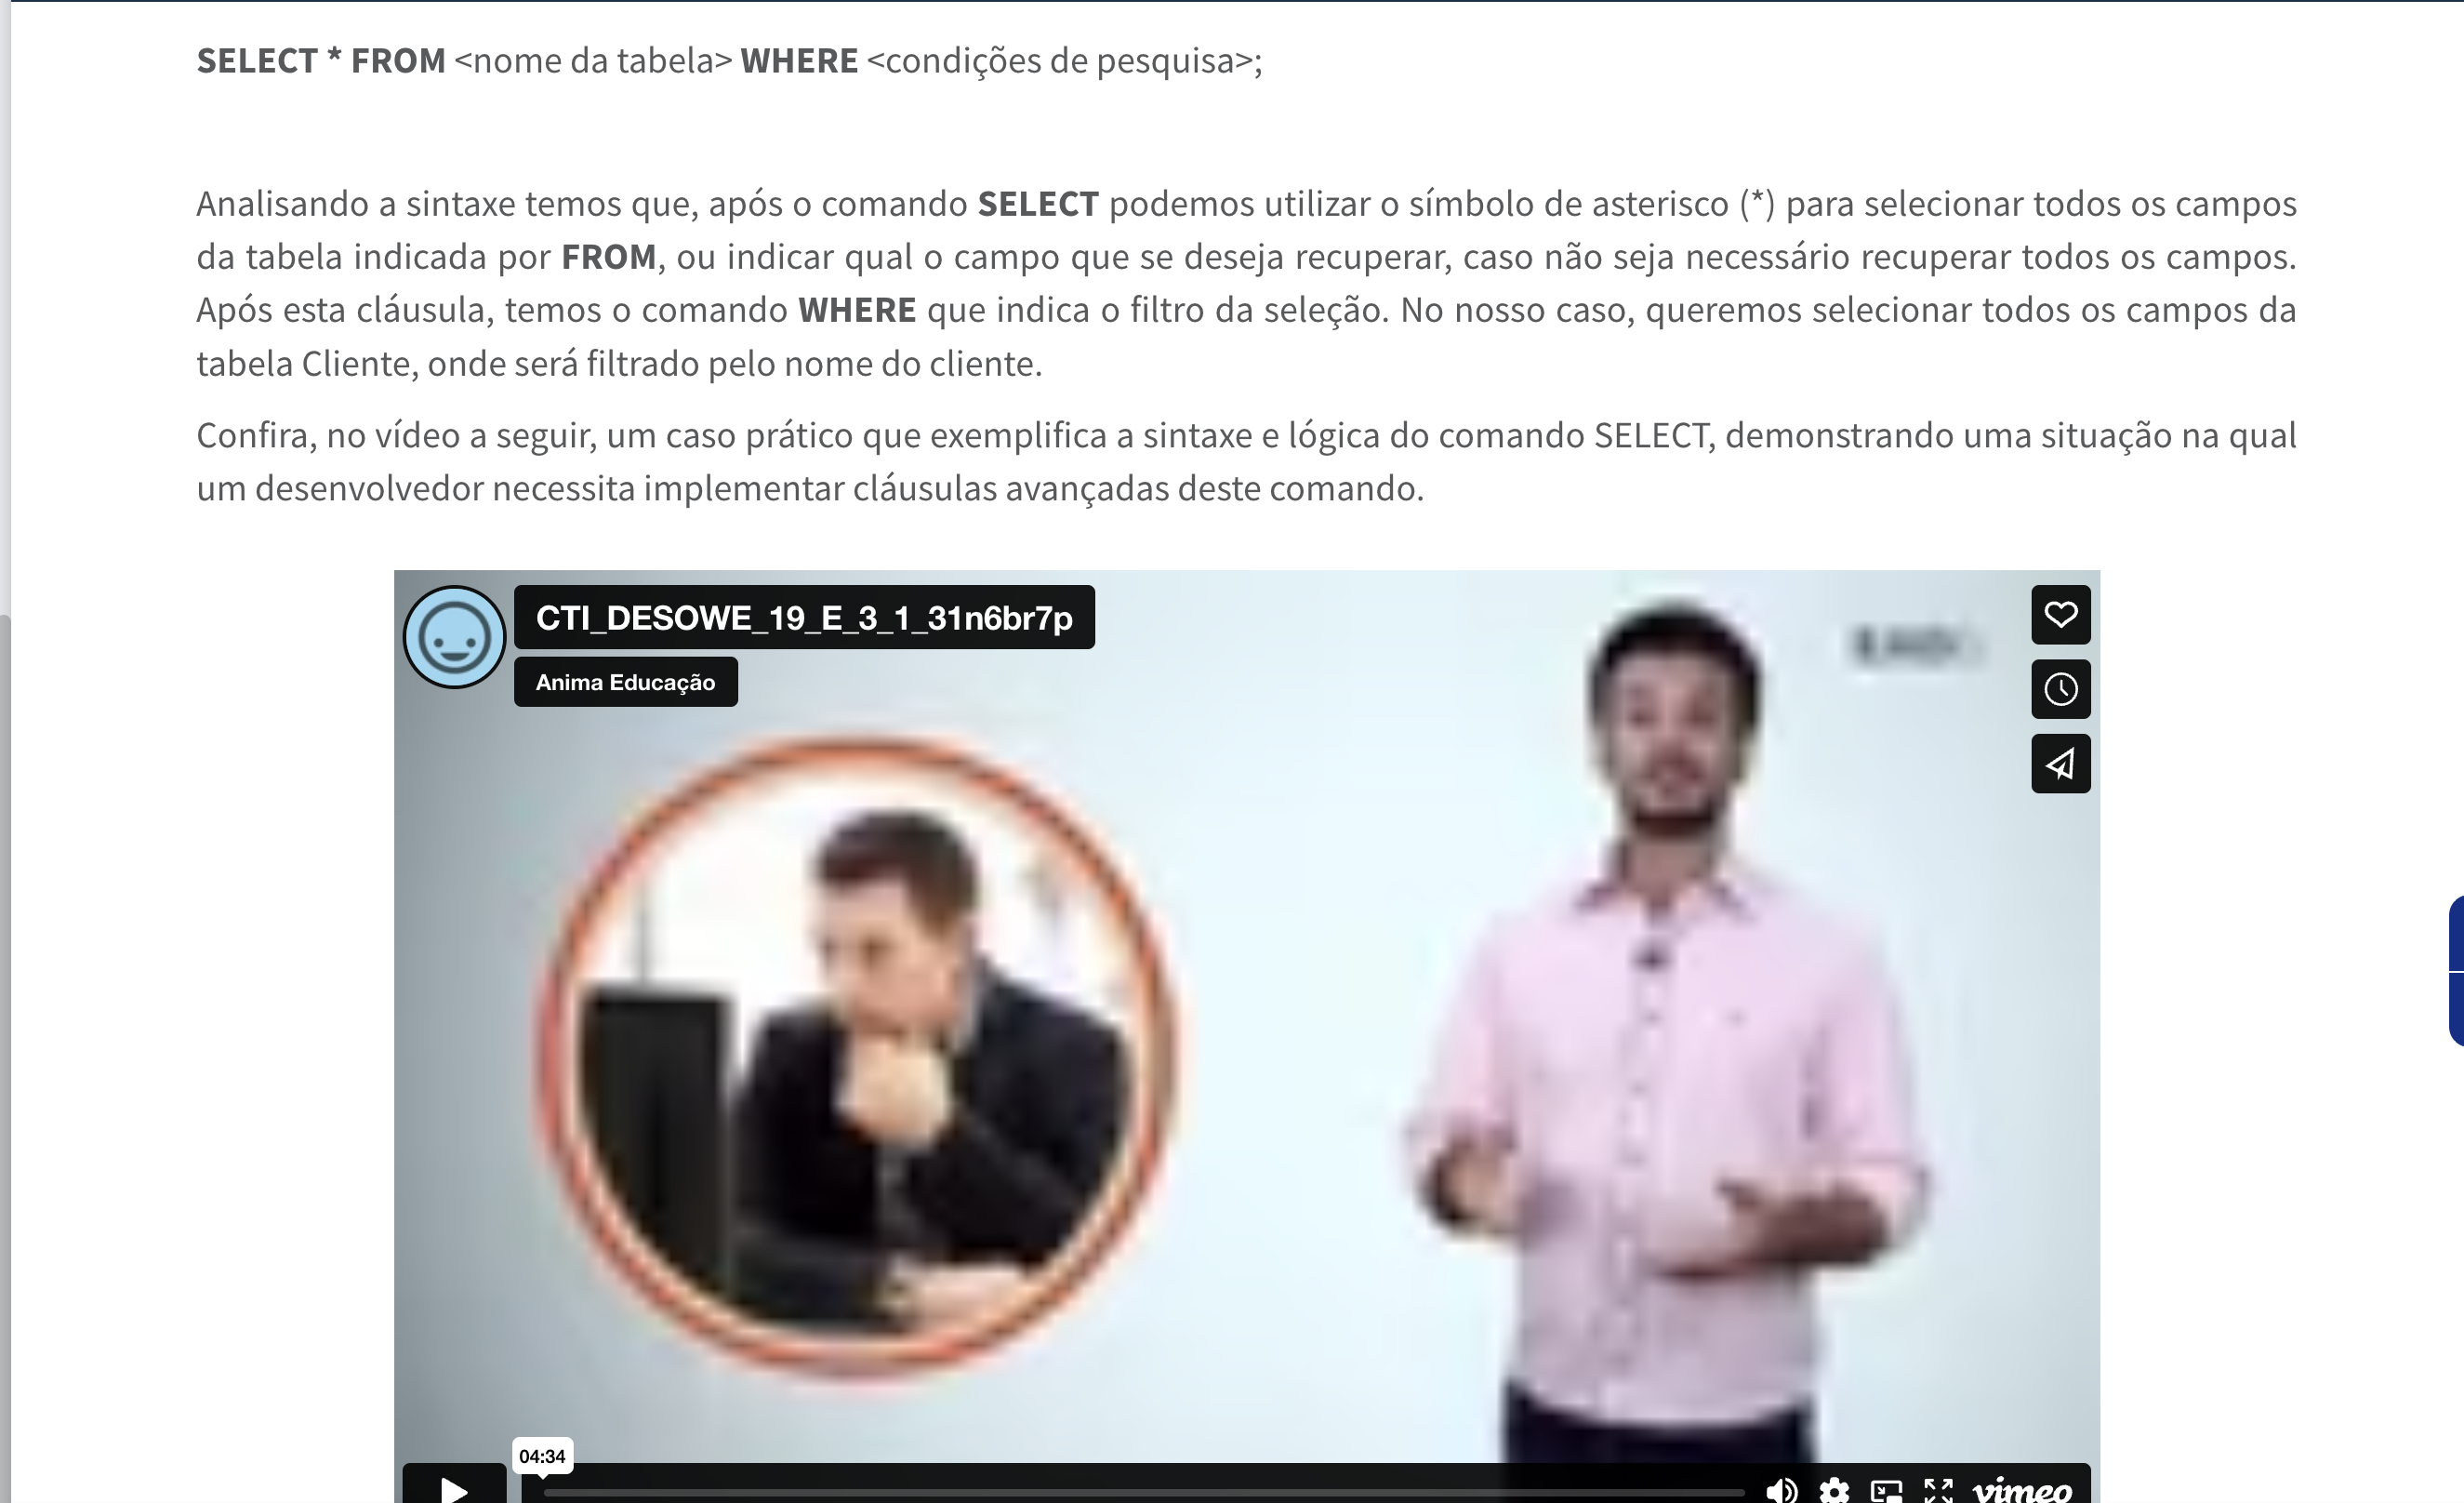 SELECT * FROM <nome da tabela> WHERE <condições de pesquisa>;
Analisando a sintaxe temos que, após o comando SELECT podemos utilizar o símbolo de asterisco (*) para selecionar todos os campos
da tabela indicada por FROM, ou indicar qual o campo que se deseja recuperar, caso não seja necessário recuperar todos os campos.
Após esta cláusula, temos o comando WHERE que indica o filtro da seleção. No nosso caso, queremos selecionar todos os campos da
tabela Cliente, onde será filtrado pelo nome do cliente.
Confira, no vídeo a seguir, um caso prático que exemplifica a sintaxe e lógica do comando SELECT, demonstrando uma situação na qual
um desenvolvedor necessita implementar cláusulas avançadas deste comando.
CTI_DESOWE_19_E_3_1_31n6br7p
Anima Educação
04:34
vimeo